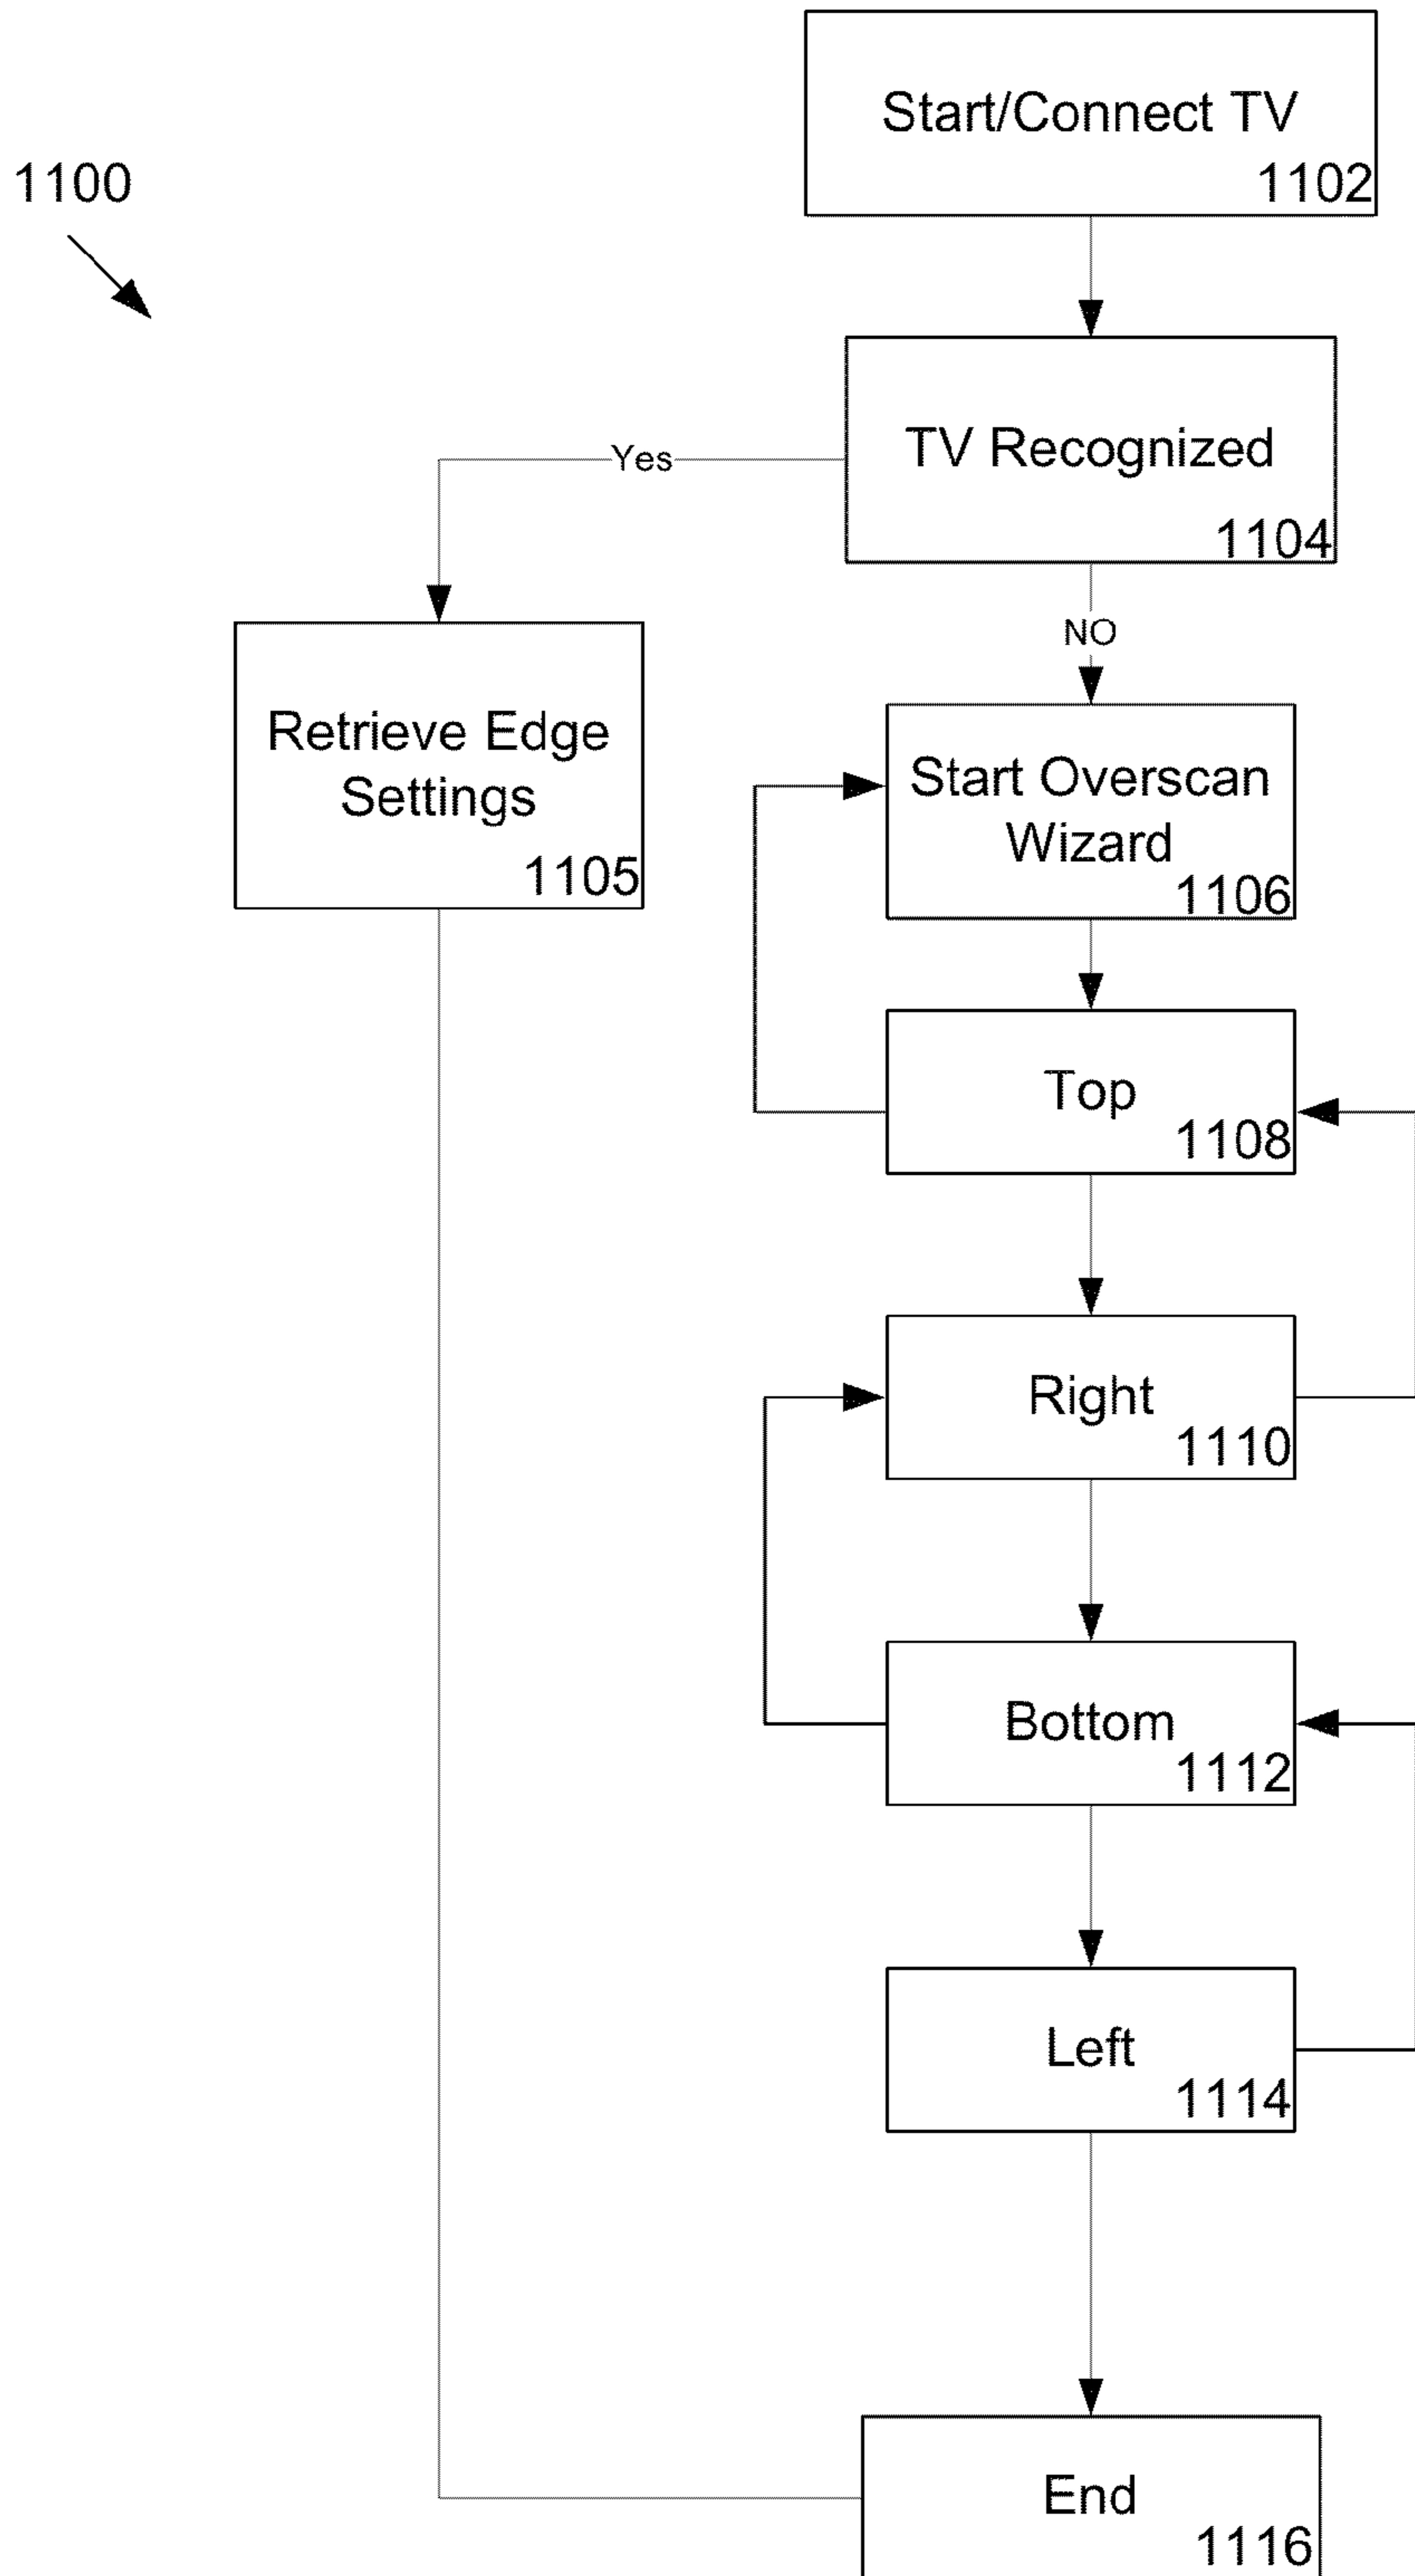 Start/Connect TV
1102
1100
TV Recognized
1104
Yes
NO
Retrieve Edge
Settings
1105
Start Overscan
Wizard
1106
Top
1108
Right
1110
Bottom
1112
Left
1114
End
1116